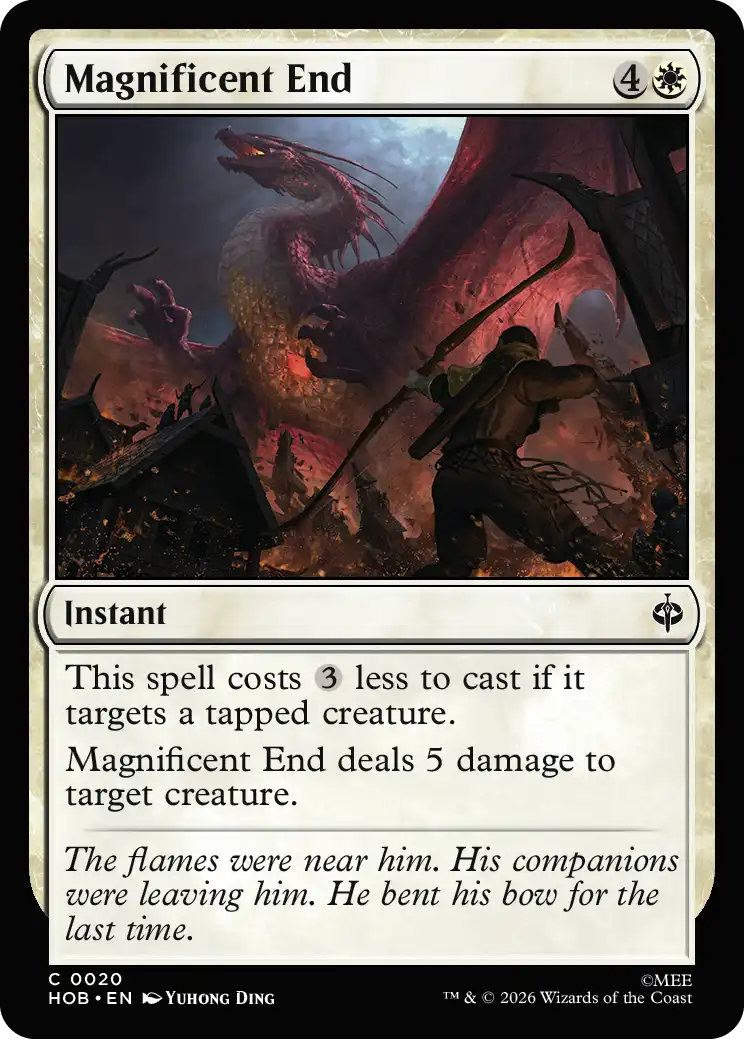 Magnificent End 4
Instant
This spell costs 3 less to cast if it
targets a tapped creature.
Magnificent End deals 5 damage to
target creature.
The flames were near him. His companions
were leaving him. He bent his bow for the
last time.
C 0020 ©MEE
HOB • EN Yuhong Ding ™ & © 2026 Wizards of the Coast